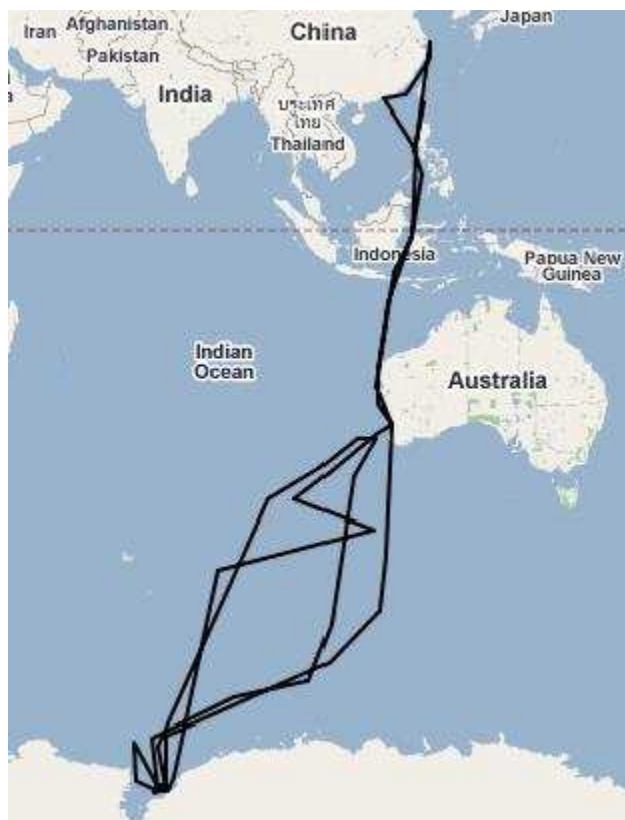 Japan
Afghanistan
Iran
China
Pakistan
a
India
ประเทศ
ไทย
Thailand
Indonesia
Papua New
Guinea
Indian
Ocean
Australia